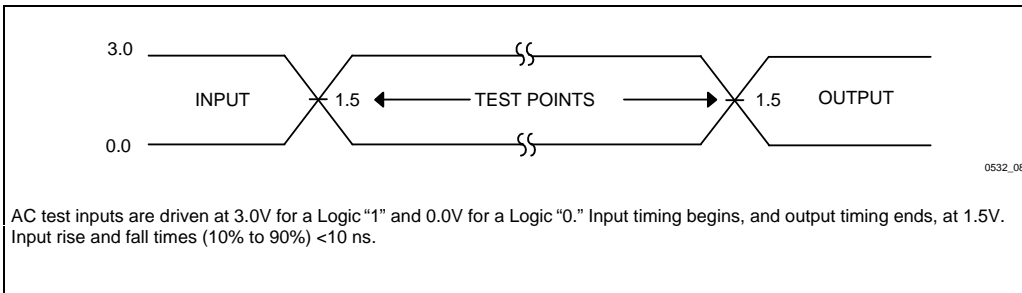 3.0
INPUT 1.5 TEST POINTS 1.5 OUTPUT
0.0
0532_08
AC test inputs are driven at 3.0V for a Logic “1” and 0.0V for a Logic “0.” Input timing begins, and output timing ends, at 1.5V.
Input rise and fall times (10% to 90%) <10 ns.